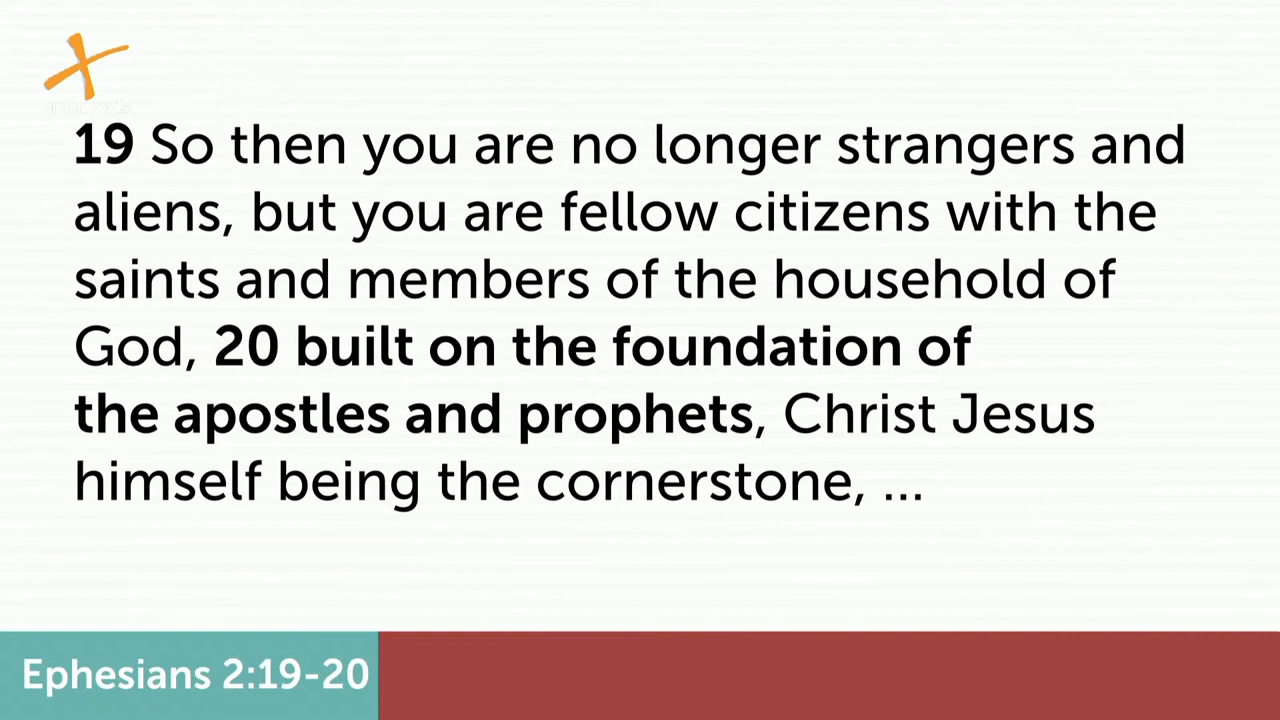 19 So then you are no longer strangers and
aliens, but you are fellow citizens with the
saints and members of the household of
God, 20 built on the foundation of
the apostles and prophets, Christ Jesus
himself being the cornerstone, ...
Ephesians 2:19-20